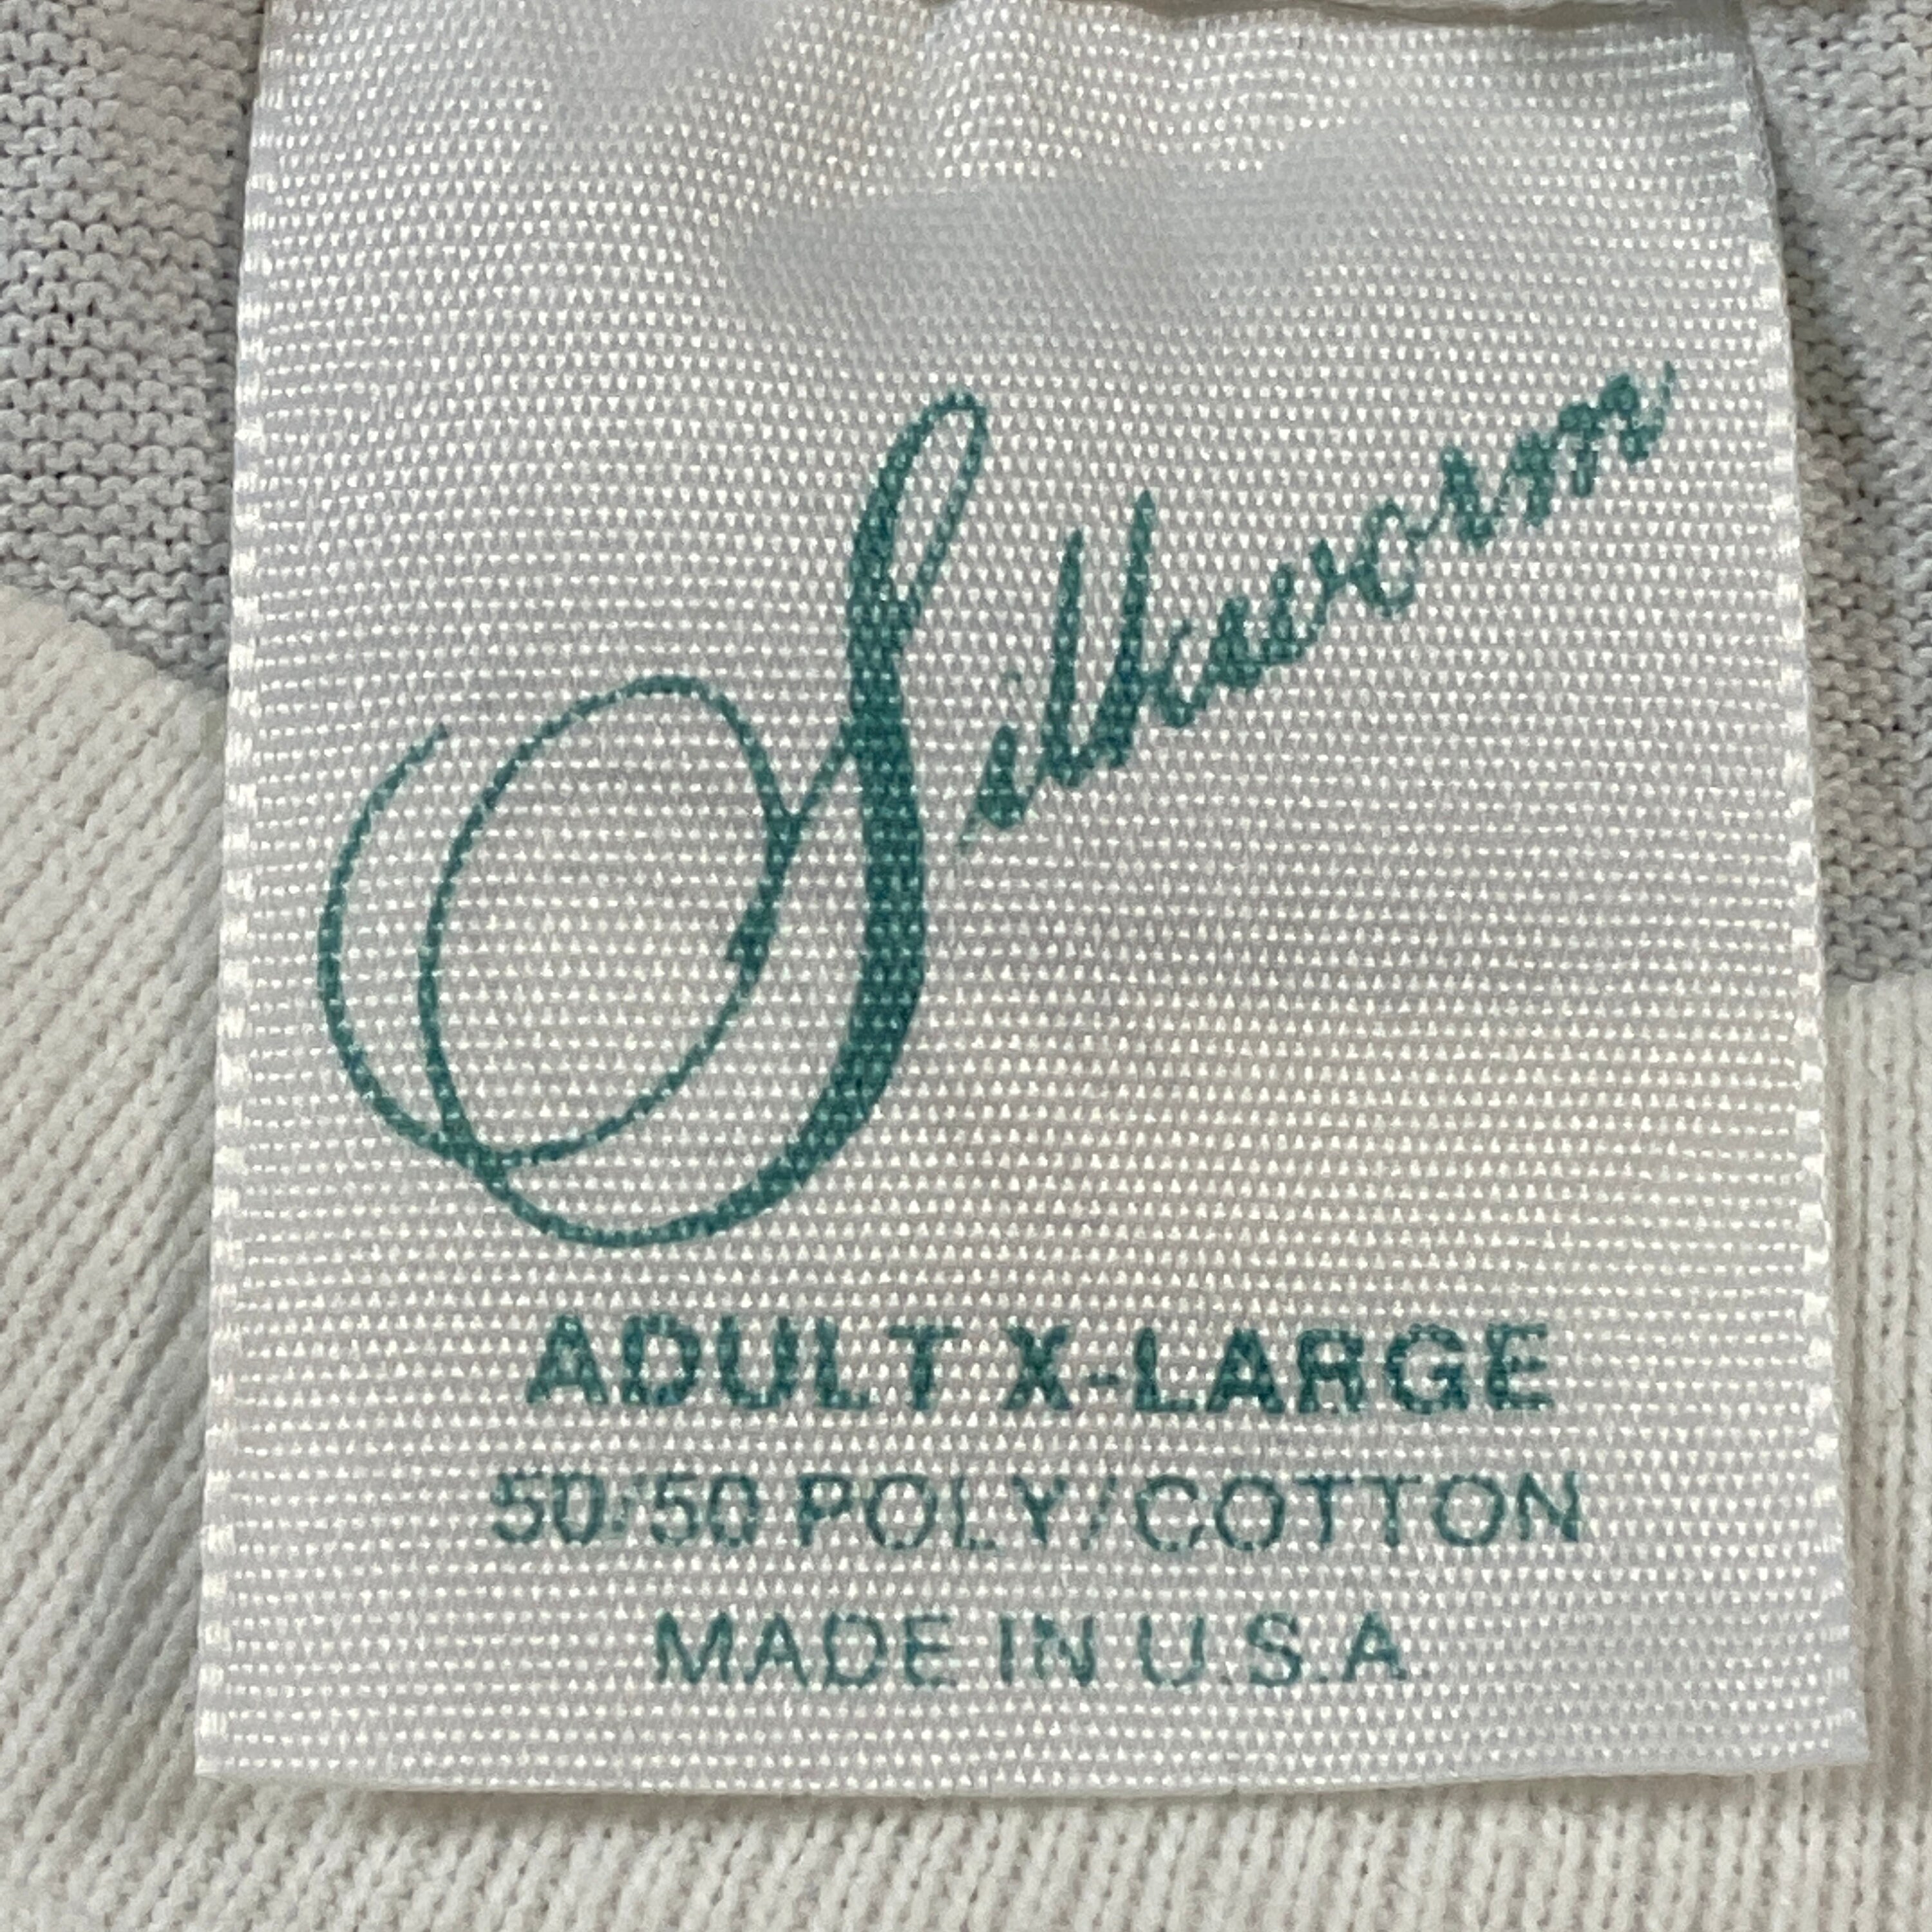 Silkworm
ADULT X-LARGE
50/50 POLY/COTTON
MADE IN U.S.A.